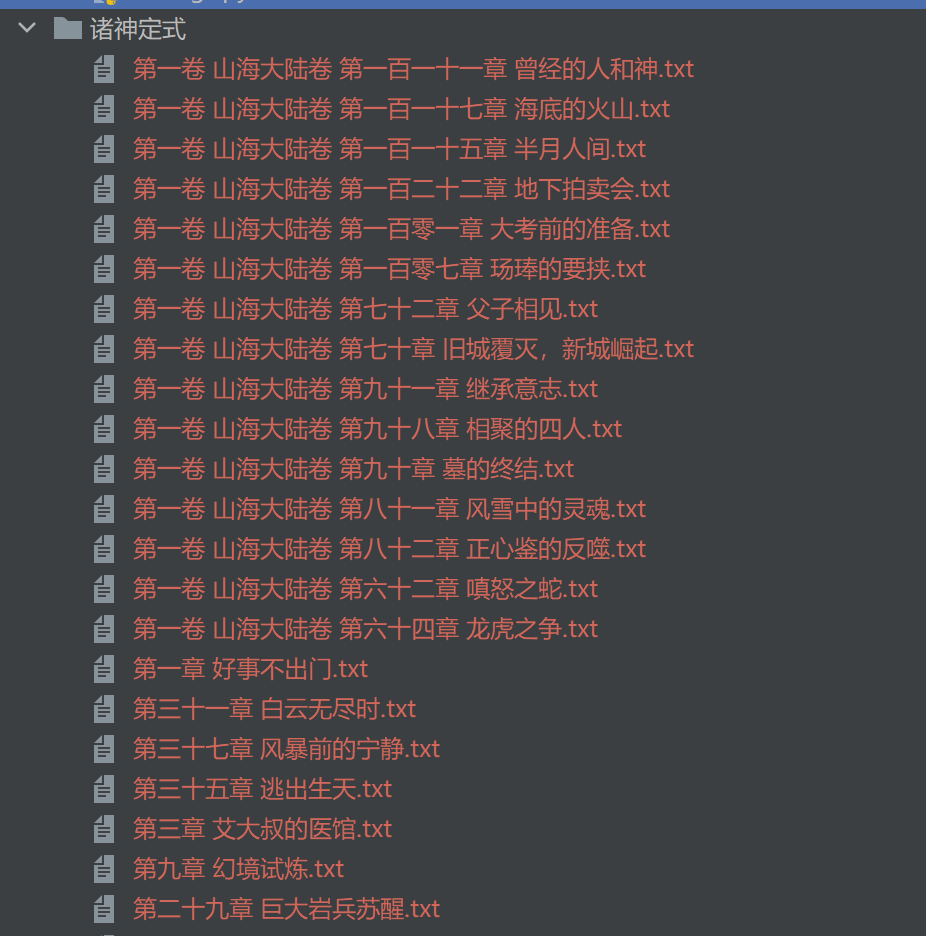 诸神定式
第一卷 山海大陆卷 第一百一十一章 曾经的人和神.txt
第一卷 山海大陆卷 第一百一十七章 海底的火山.txt
第一卷 山海大陆卷 第一百一十五章 半月人间.txt
第一卷 山海大陆卷 第一百二十二章 地下拍卖会.txt
第一卷 山海大陆卷 第一百零一章 大考前的准备.txt
第一卷 山海大陆卷 第一百零七章 玚琫的要挟.txt
第一卷 山海大陆卷 第七十二章 父子相见.txt
第一卷 山海大陆卷 第七十章 旧城覆灭，新城崛起.txt
第一卷 山海大陆卷 第九十一章 继承意志.txt
第一卷 山海大陆卷 第九十八章 相聚的四人.txt
第一卷 山海大陆卷 第九十章 墓的终结.txt
第一卷 山海大陆卷 第八十一章 风雪中的灵魂.txt
第一卷 山海大陆卷 第八十二章 正心鉴的反噬.txt
第一卷 山海大陆卷 第六十二章 嗔怒之蛇.txt
第一卷 山海大陆卷 第六十四章 龙虎之争.txt
第一章 好事不出门.txt
第三十一章 白云无尽时.txt
第三十七章 风暴前的宁静.txt
第三十五章 逃出生天.txt
第三章 艾大叔的医馆.txt
第九章 幻境试炼.txt
第二十九章 巨大岩兵苏醒.txt